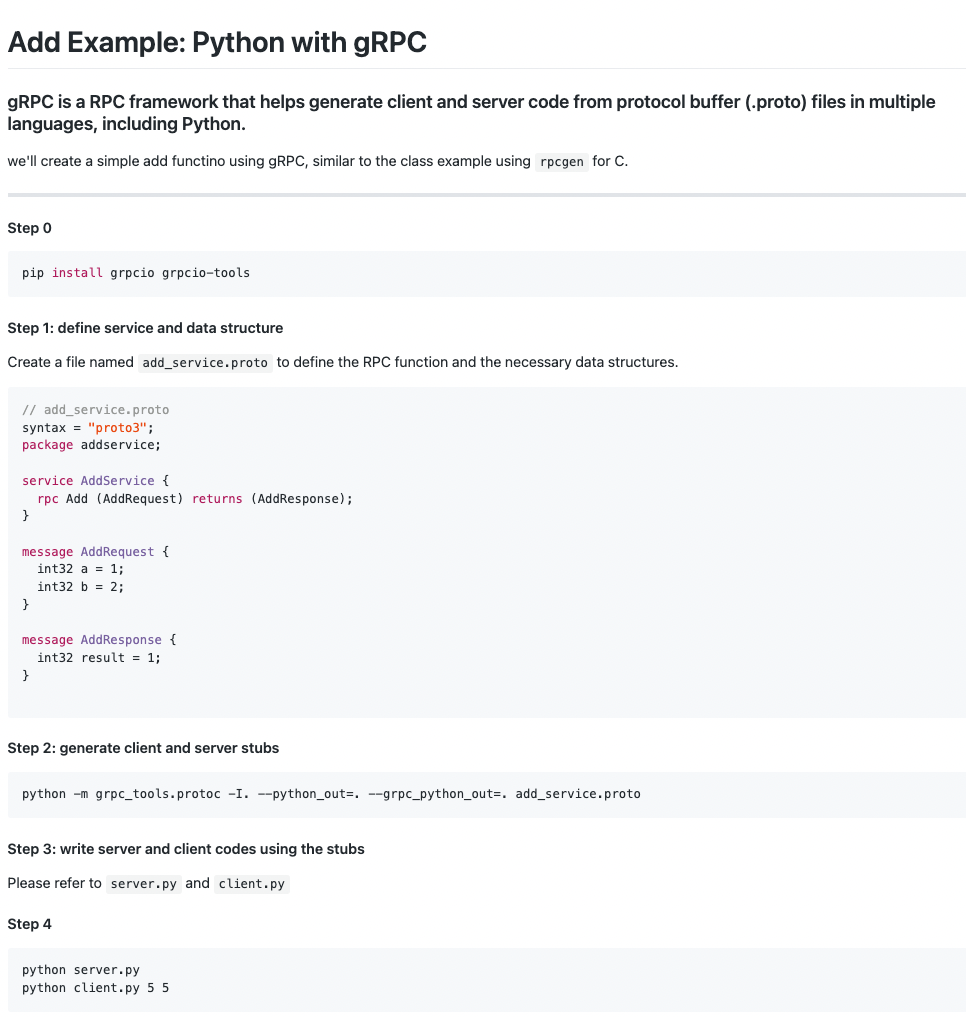 Add Example: Python with gRPC
gRPC is a RPC framework that helps generate client and server code from protocol buffer (.proto) files in multiple
languages, including Python.
we'll create a simple add functino using gRPC, similar to the class example using rpcgen for C.
Step 0
pip install grpcio grpcio-tools
Step 1: define service and data structure
Create a file named add_service.proto to define the RPC function and the necessary data structures.
// add_service.proto
syntax = "proto3";
package addservice;
service AddService {
  rpc Add (AddRequest) returns (AddResponse);
}
message AddRequest {
  int32 a = 1;
  int32 b = 2;
}
message AddResponse {
  int32 result = 1;
}
Step 2: generate client and server stubs
python -m grpc_tools.protoc -I. --python_out=. --grpc_python_out=. add_service.proto
Step 3: write server and client codes using the stubs
Please refer to server.py and client.py
Step 4
python server.py
python client.py 5 5